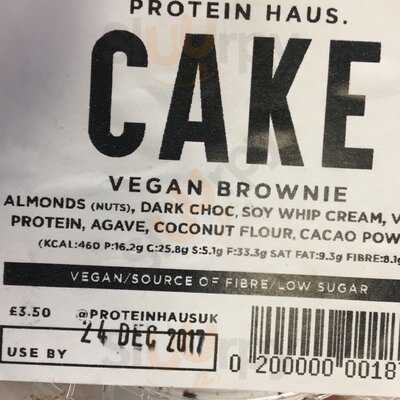 PROTEIN HAUS.
CAKE
VEGAN BROWNIE
ALMONDS (NUTS), DARK CHOC, SOY WHIP CREAM, V
PROTEIN, AGAVE, COCONUT FLOUR, CACAO POW
(KCAL:460 P:16.2g C:25.8g S:5.1g F:33.3g SAT FAT:9.3g FIBRE:8.1g
VEGAN/SOURCE OF FIBRE/LOW SUGAR
£3.50 @PROTEINHAUSUK
24 DEC 2017
USE BY
0 200000 00187